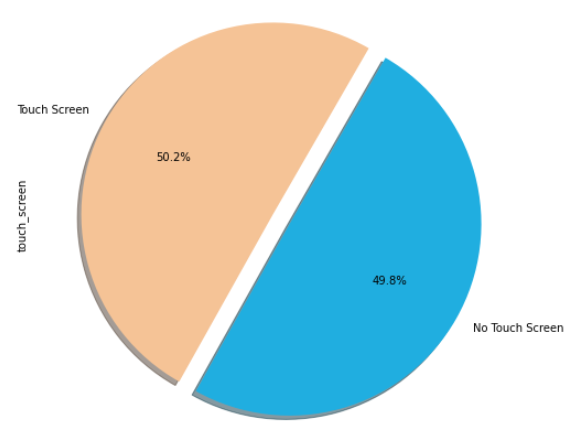 Touch Screen
50.2%
touch_screen
49.8%
No Touch Screen